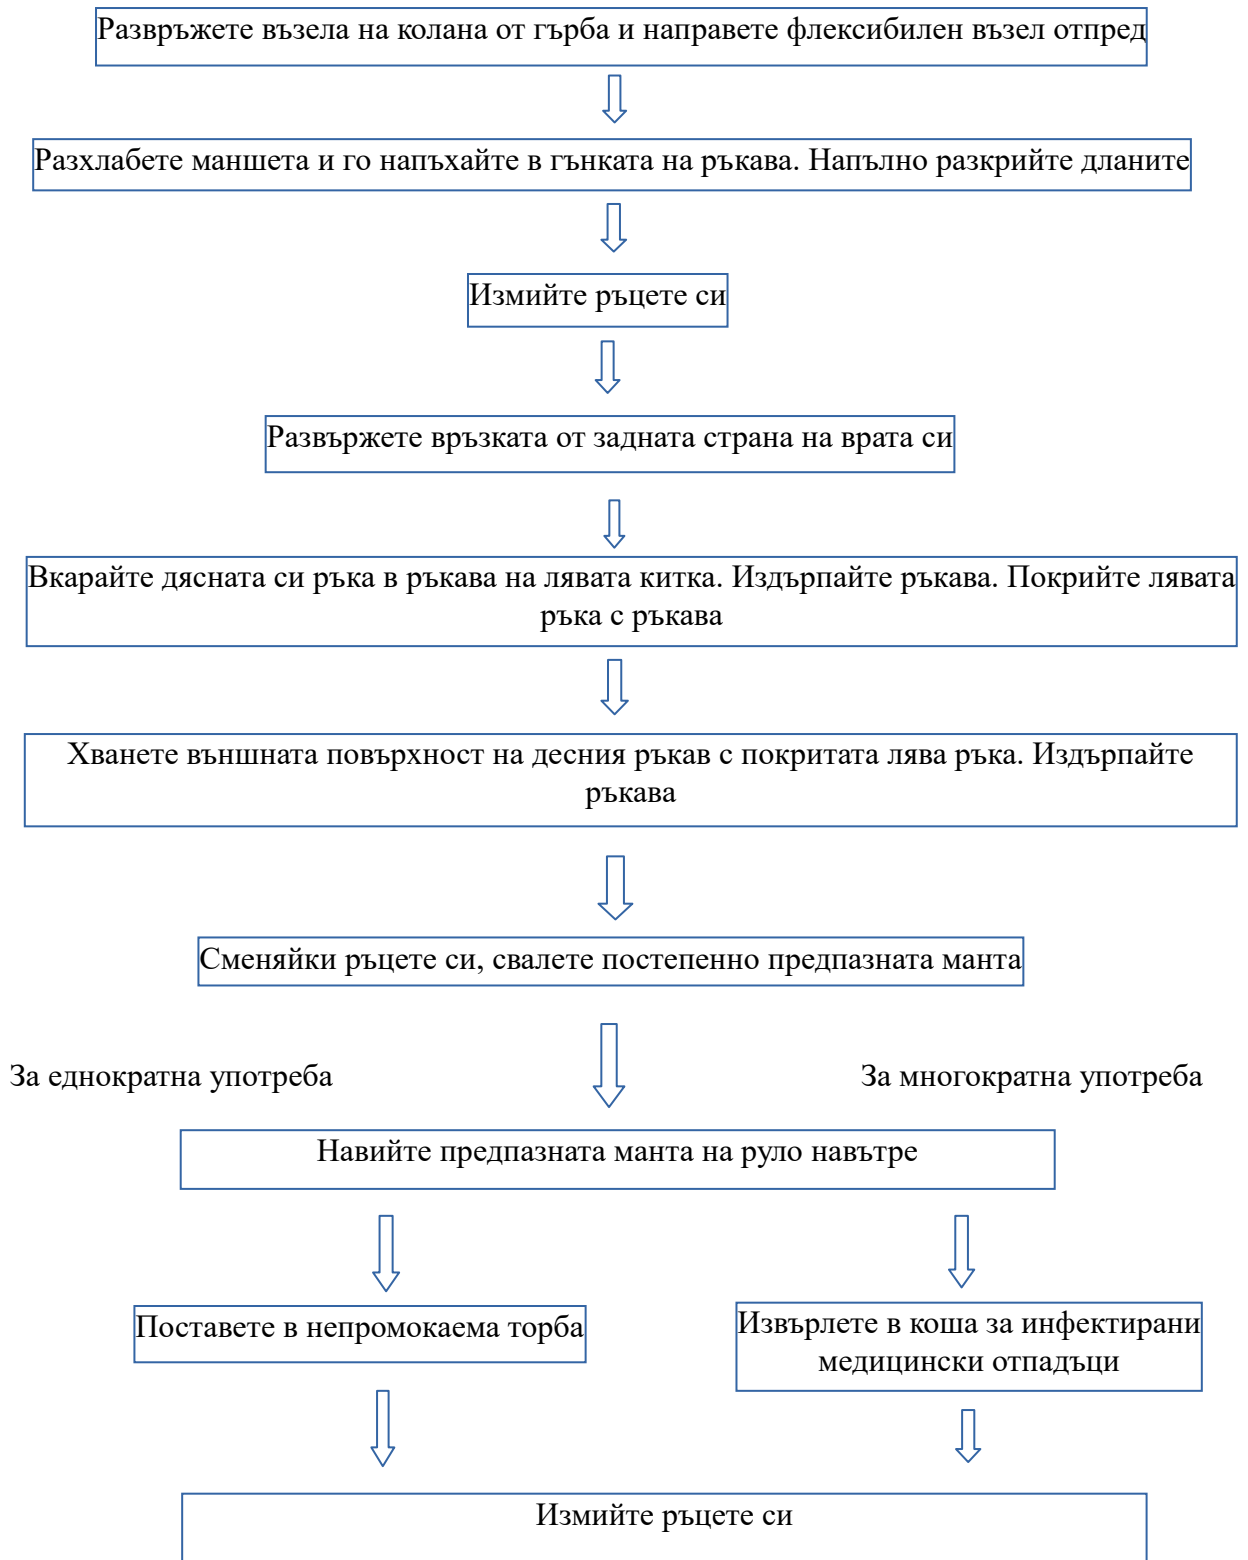 Развръжете възела на колана от гърба и направете флексибилен възел отпред
Разхлабете маншета и го напъхайте в гънката на ръкава. Напълно разкрийте дланите
Измийте ръцете си
Развържете връзката от задната страна на врата си
Вкарайте дясната си ръка в ръкава на лявата китка. Издърпайте ръкава. Покрийте лявата
ръка с ръкава
Хванете външната повърхност на десния ръкав с покритата лява ръка. Издърпайте
ръкава
Сменяйки ръцете си, свалете постепенно предпазната манта
За еднократна употреба
За многократна употреба
Навийте предпазната манта на руло навътре
Поставете в непромокаема торба
Извърлете в коша за инфектирани
медицински отпадъци
Измийте ръцете си